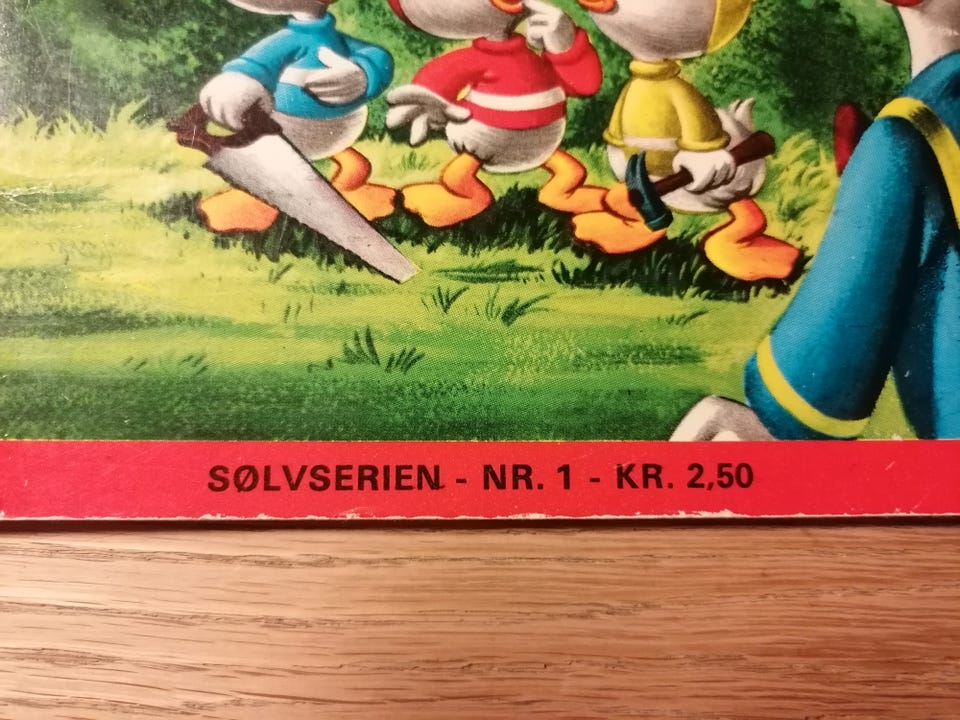 SØLVSERIEN - NR. 1 - KR. 2,50